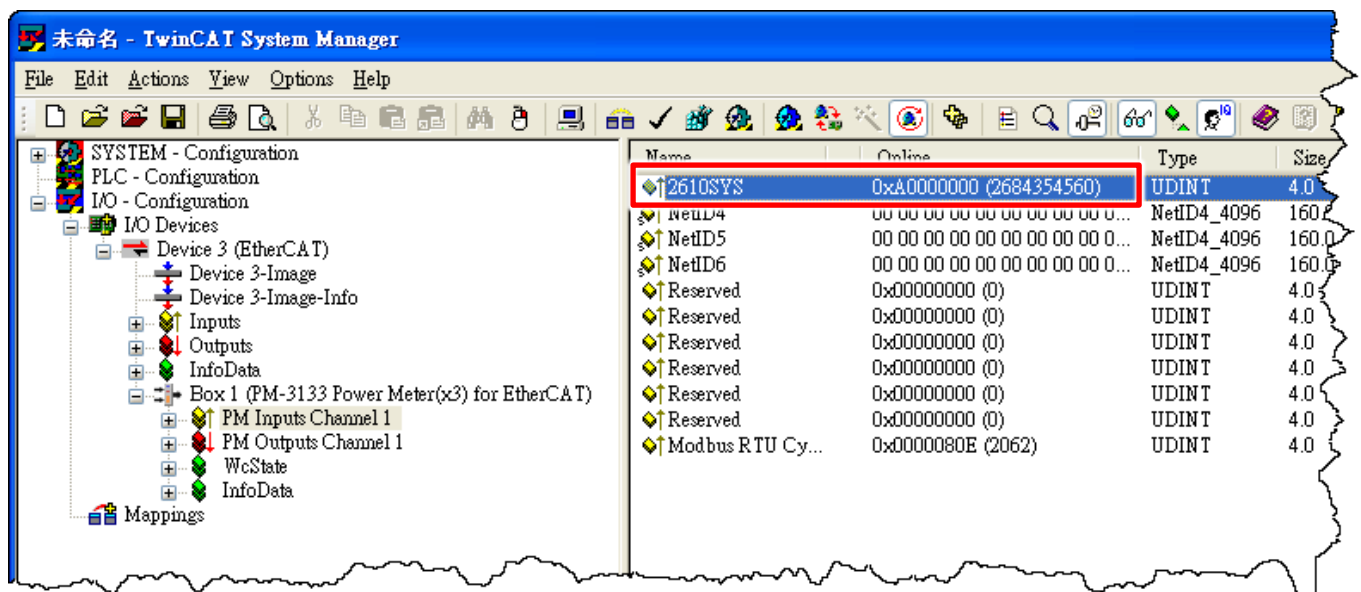 未命名 - TwinCAT System Manager
File Edit Actions View Options Help
SYSTEM - Configuration
PLC - Configuration
I/O - Configuration
I/O Devices
Device 3 (EtherCAT)
Device 3-Image
Device 3-Image-Info
Inputs
Outputs
InfoData
Box 1 (PM-3133 Power Meter(x3) for EtherCAT)
PM Inputs Channel 1
PM Outputs Channel 1
WcState
InfoData
Mappings
Name Online Type Size
2610SYS 0xA0000000 (2684354560) UDINT 4.0
NetID4 00 00 00 00 00 00 00 00 00 0... NetID4_4096 160.
NetID5 00 00 00 00 00 00 00 00 00 0... NetID4_4096 160.0
NetID6 00 00 00 00 00 00 00 00 00 0... NetID4_4096 160.0
Reserved 0x00000000 (0) UDINT 4.0
Reserved 0x00000000 (0) UDINT 4.0
Reserved 0x00000000 (0) UDINT 4.0
Reserved 0x00000000 (0) UDINT 4.0
Reserved 0x00000000 (0) UDINT 4.0
Reserved 0x00000000 (0) UDINT 4.0
Modbus RTU Cy... 0x0000080E (2062) UDINT 4.0